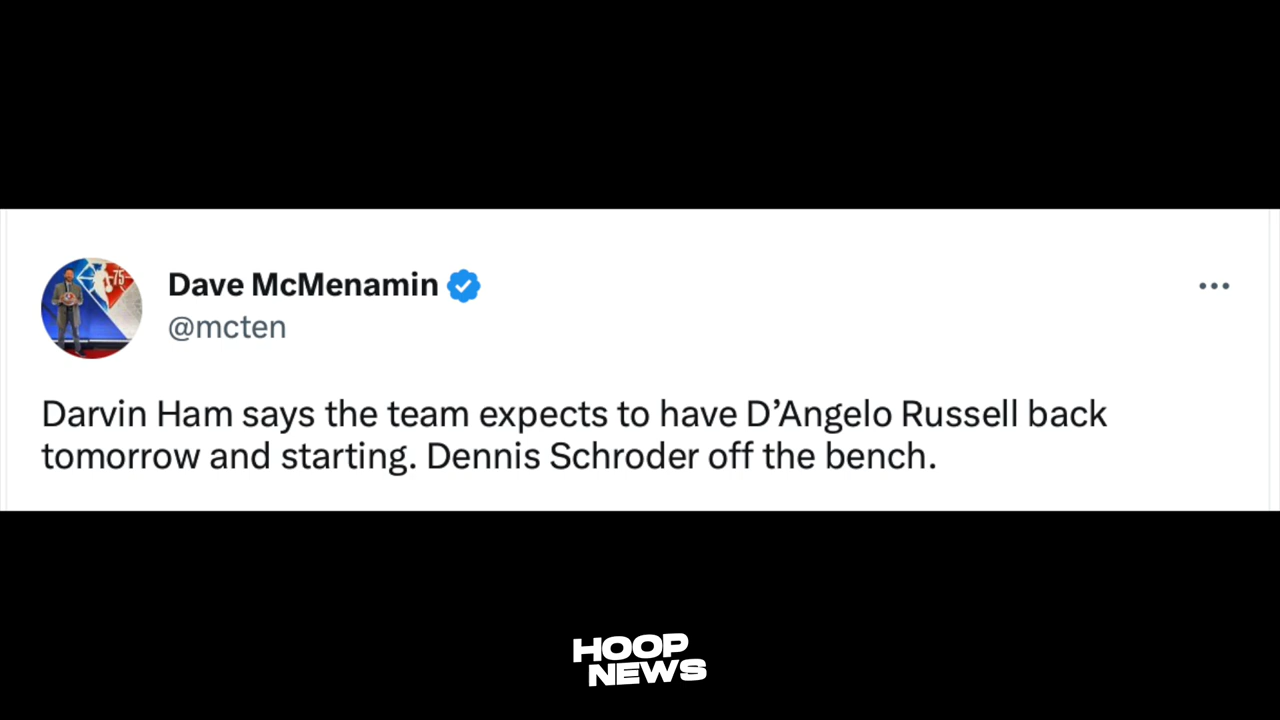 Dave McMenamin
@mcten
Darvin Ham says the team expects to have D’Angelo Russell back
tomorrow and starting. Dennis Schroder off the bench.
HOOP
NEWS